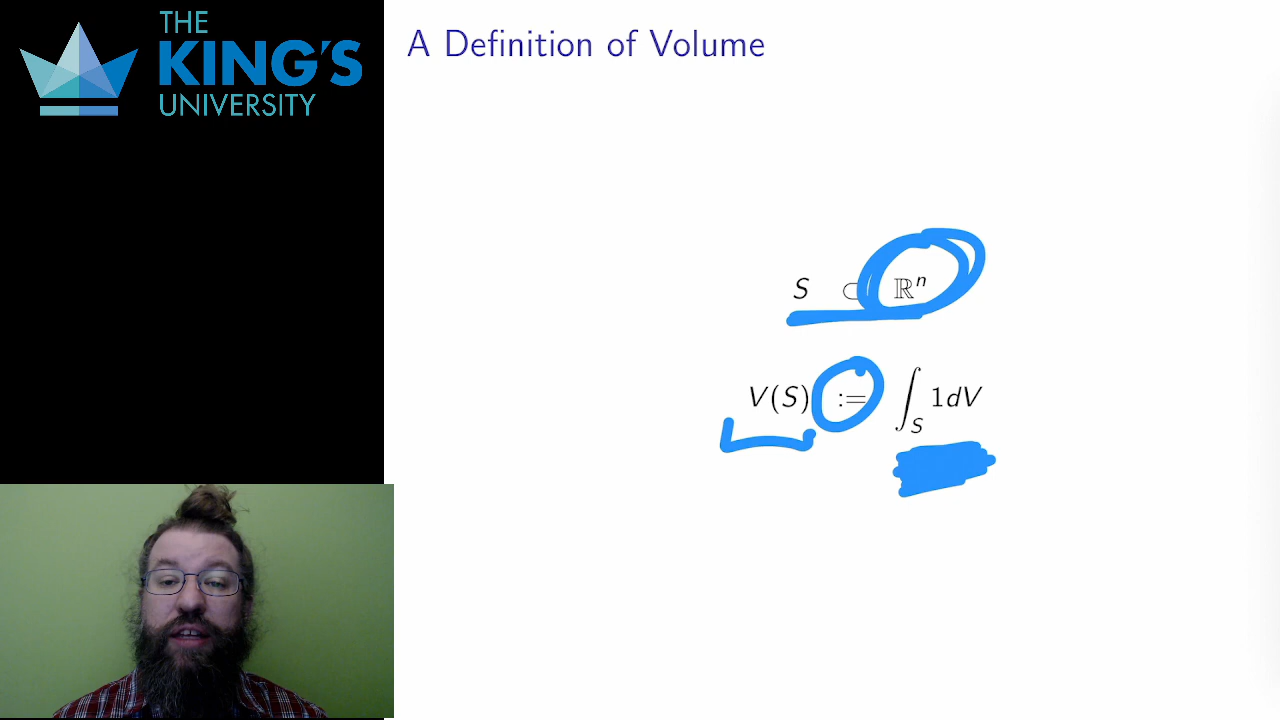 THE
KING'S
UNIVERSITY
A Definition of Volume
S ⊂ ℝⁿ
V(S) := ∫_S 1dV